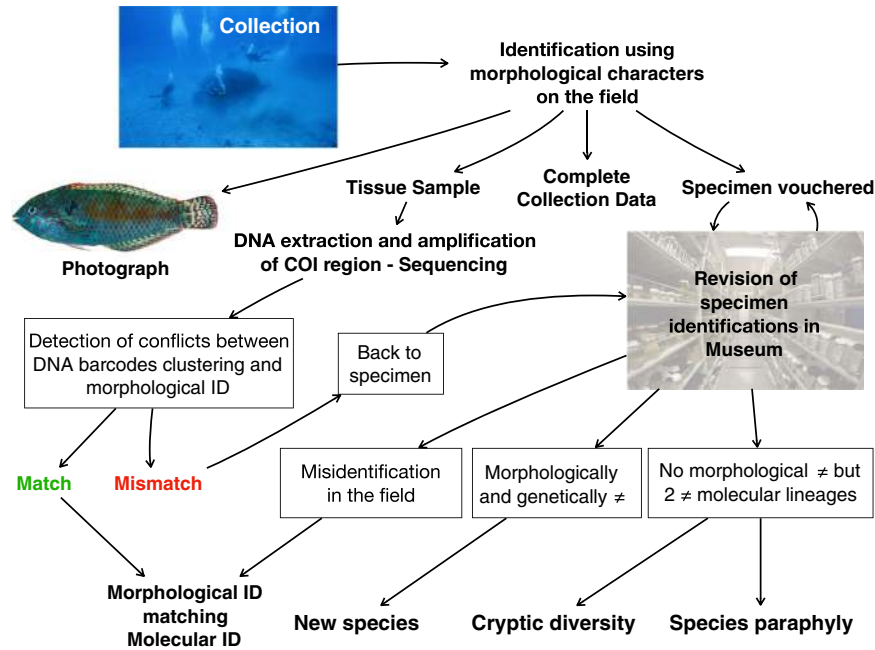 Collection
Identification using
morphological characters
on the field
Photograph
Tissue Sample
Complete
Collection Data
Specimen vouchered
DNA extraction and amplification
of COI region - Sequencing
Revision of
specimen
identifications in
Museum
Detection of conflicts between
DNA barcodes clustering and
morphological ID
Back to
specimen
Match
Mismatch
Misidentification
in the field
Morphologically
and genetically ≠
No morphological ≠ but
2 ≠ molecular lineages
Morphological ID
matching
Molecular ID
New species
Cryptic diversity
Species paraphyly